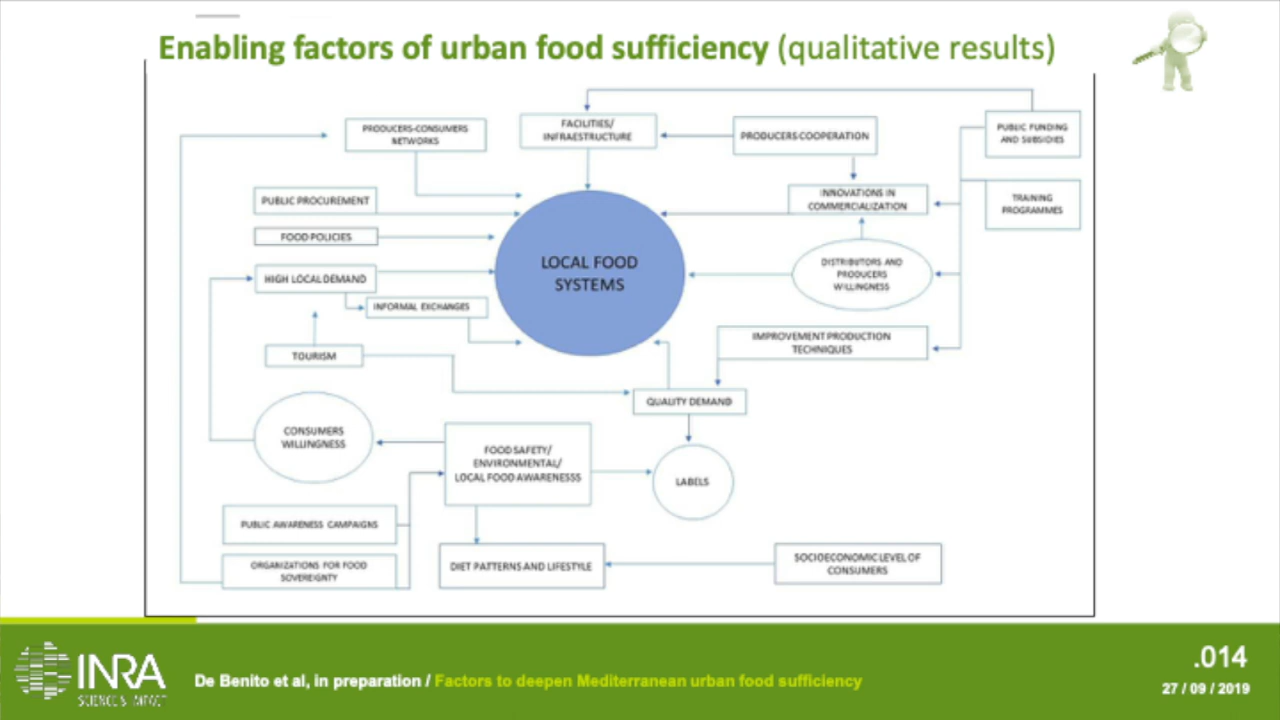 Enabling factors of urban food sufficiency (qualitative results)
PRODUCERS-CONSUMERS
NETWORKS
FACILITIES/
INFRAESTRUCTURE
PRODUCERS COOPERATION
PUBLIC FUNDING
AND SUBSIDIES
PUBLIC PROCUREMENT
INNOVATIONS IN
COMMERCIALIZATION
TRAINING
PROGRAMMES
FOOD POLICIES
HIGH LOCAL DEMAND
LOCAL FOOD
SYSTEMS
DISTRIBUTORS AND
PRODUCERS
WILLINGNESS
INFORMAL EXCHANGES
TOURISM
IMPROVEMENT PRODUCTION
TECHNIQUES
QUALITY DEMAND
CONSUMERS
WILLINGNESS
FOOD SAFETY/
ENVIRONMENTAL/
LOCAL FOOD AWARENESSS
LABELS
PUBLIC AWARENESS CAMPAIGNS
ORGANIZATIONS FOR FOOD
SOVEREIGNTY
DIET PATTERNS AND LIFESTYLE
SOCIOECONOMIC LEVEL OF
CONSUMERS
INRA
SCIENCE & IMPACT
De Benito et al, in preparation / Factors to deepen Mediterranean urban food sufficiency
.014
27 / 09 / 2019